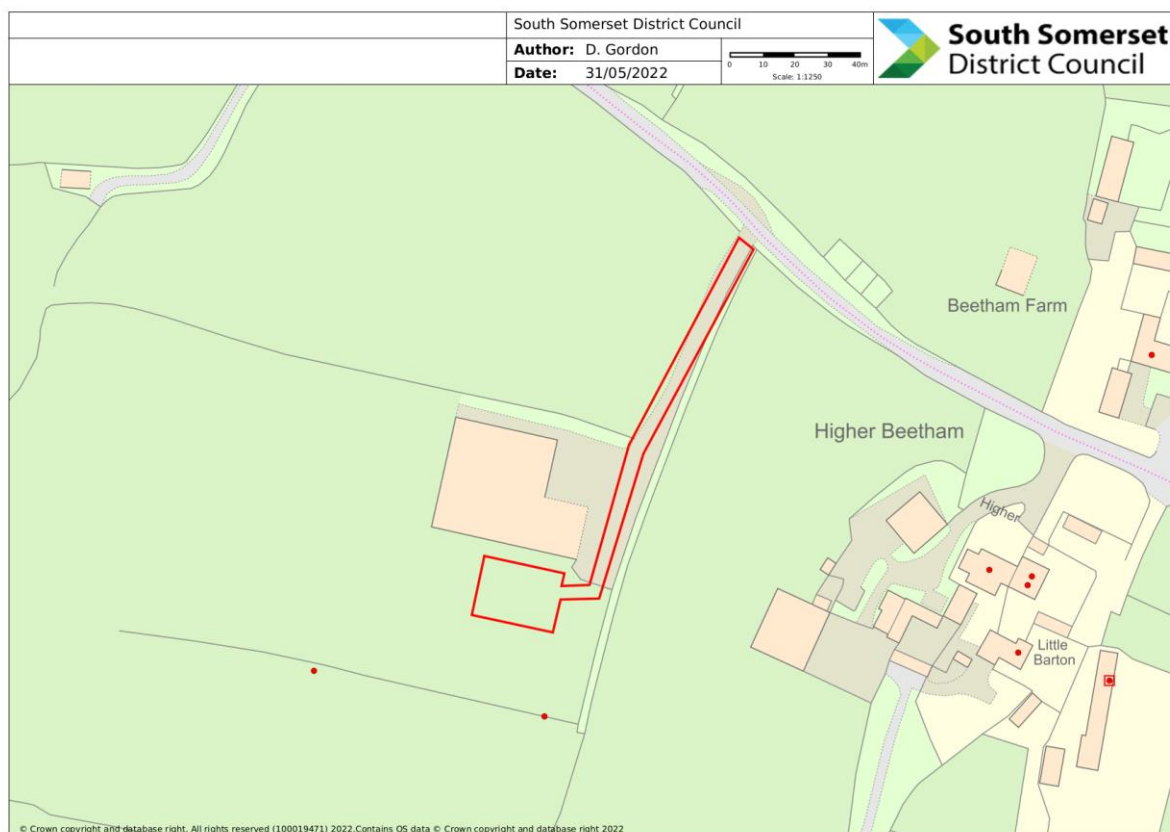 South Somerset District Council
Author: D. Gordon
Date: 31/05/2022
0 10 20 30 40m
Scale: 1:1250
South Somerset
District Council
Beetham Farm
Higher Beetham
Higher
Little
Barton
© Crown copyright and database right. All rights reserved (100019471) 2022.Contains OS data © Crown copyright and database right 2022